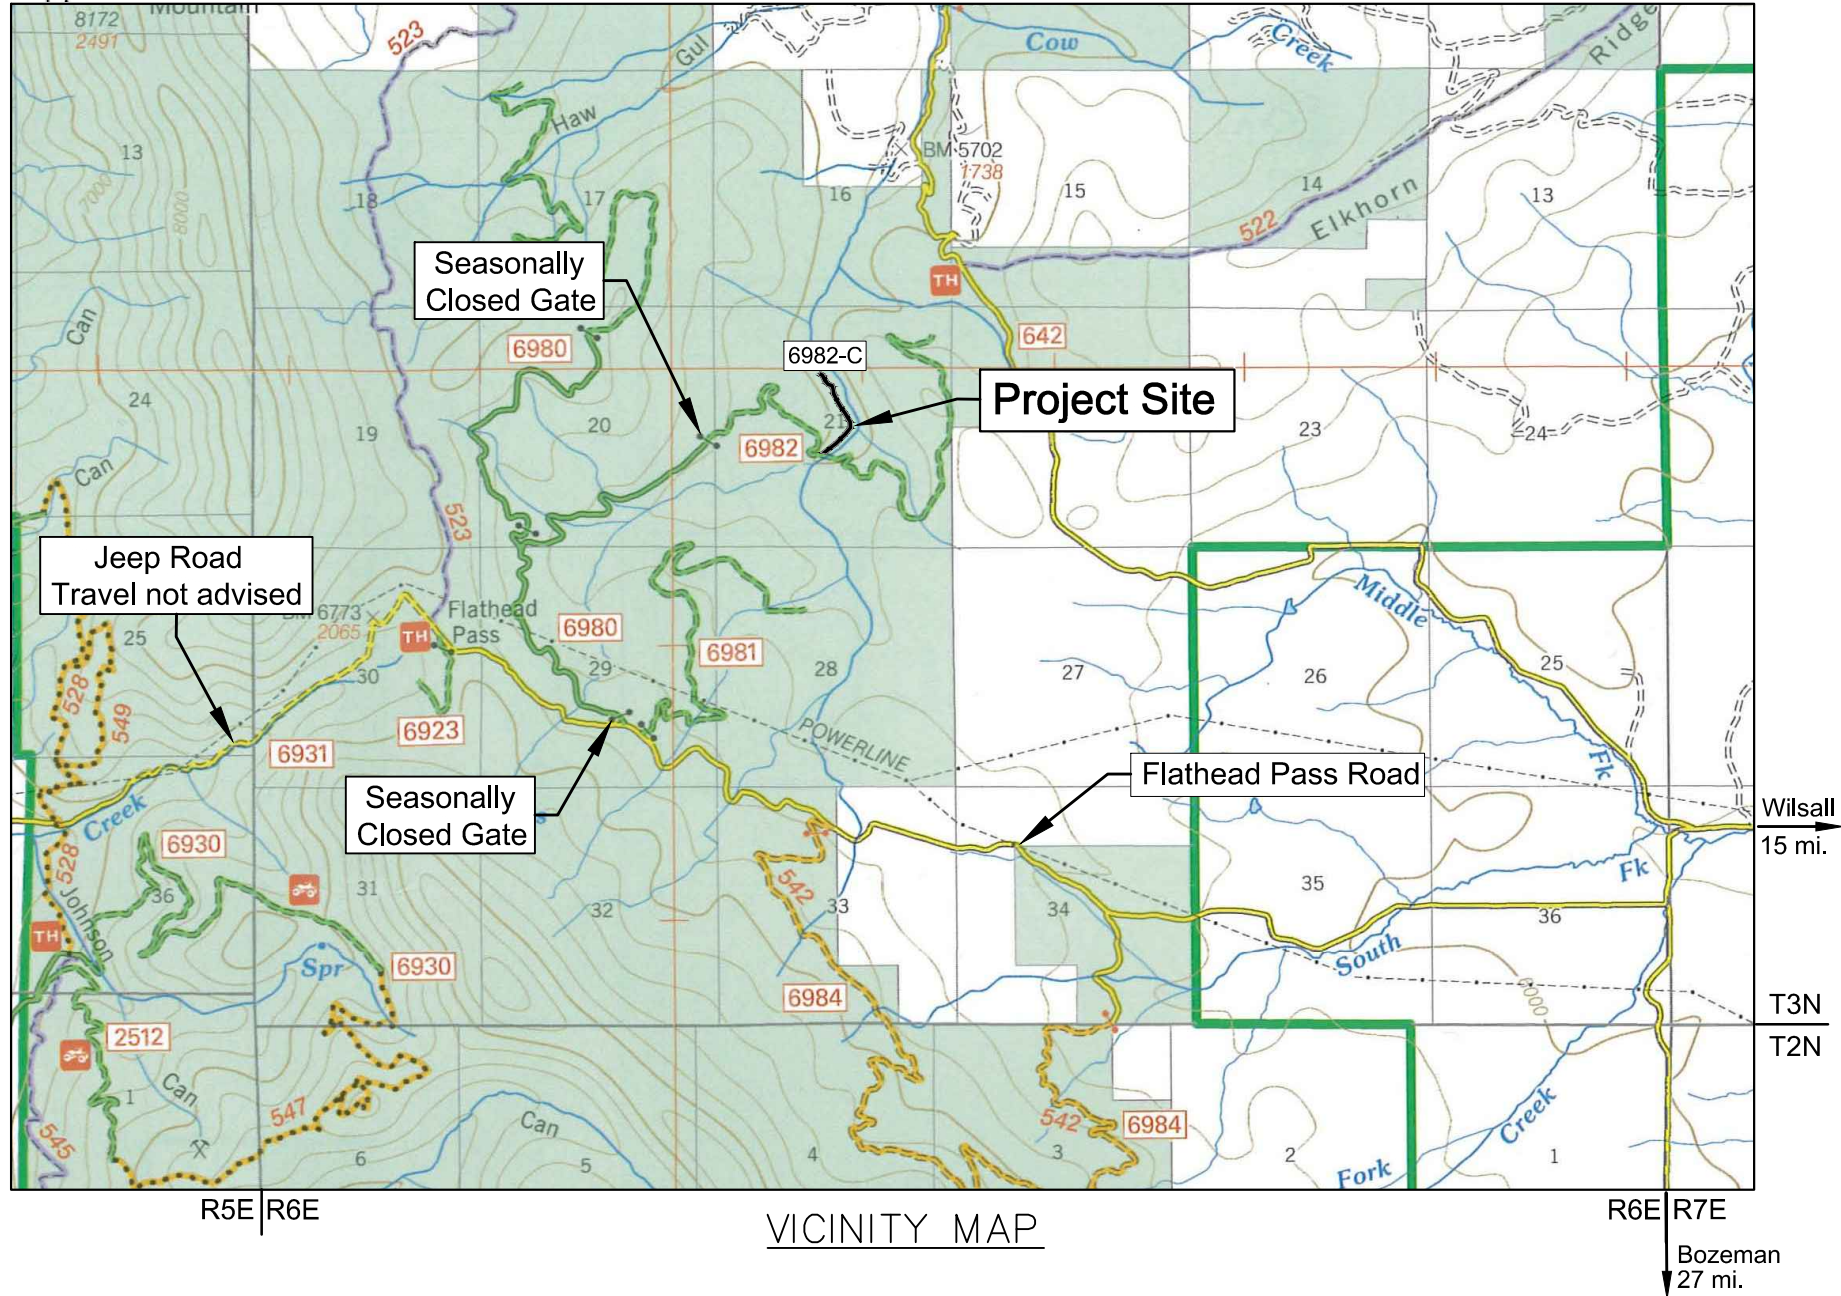 Mountain
8172
2491
523
Gul
Cow
Creek
Ridge
Haw
13
7000
8000
18
17
16
BM 5702
1738
15
14
13
522
Elkhorn
Seasonally
Closed Gate
TH
Can
6980
642
6982-C
Project Site
24
19
20
21
6982
23
24
Can
523
Jeep Road
Travel not advised
BM 6773
2065
TH
Flathead
Pass
6980
6981
Middle
25
30
29
28
27
26
25
528
549
6923
6931
POWERLINE
Flathead Pass Road
Fk
Seasonally
Closed Gate
Wilsall
15 mi.
Creek
6930
528
36
Johnson
31
32
542
33
34
35
Fk
36
TH
Spr
6930
6984
South
6000
T3N
T2N
2512
1
Can
547
545
6
Can
5
4
542
3
6984
2
Creek
Fork
1
R5E R6E
VICINITY MAP
R6E R7E
Bozeman
27 mi.